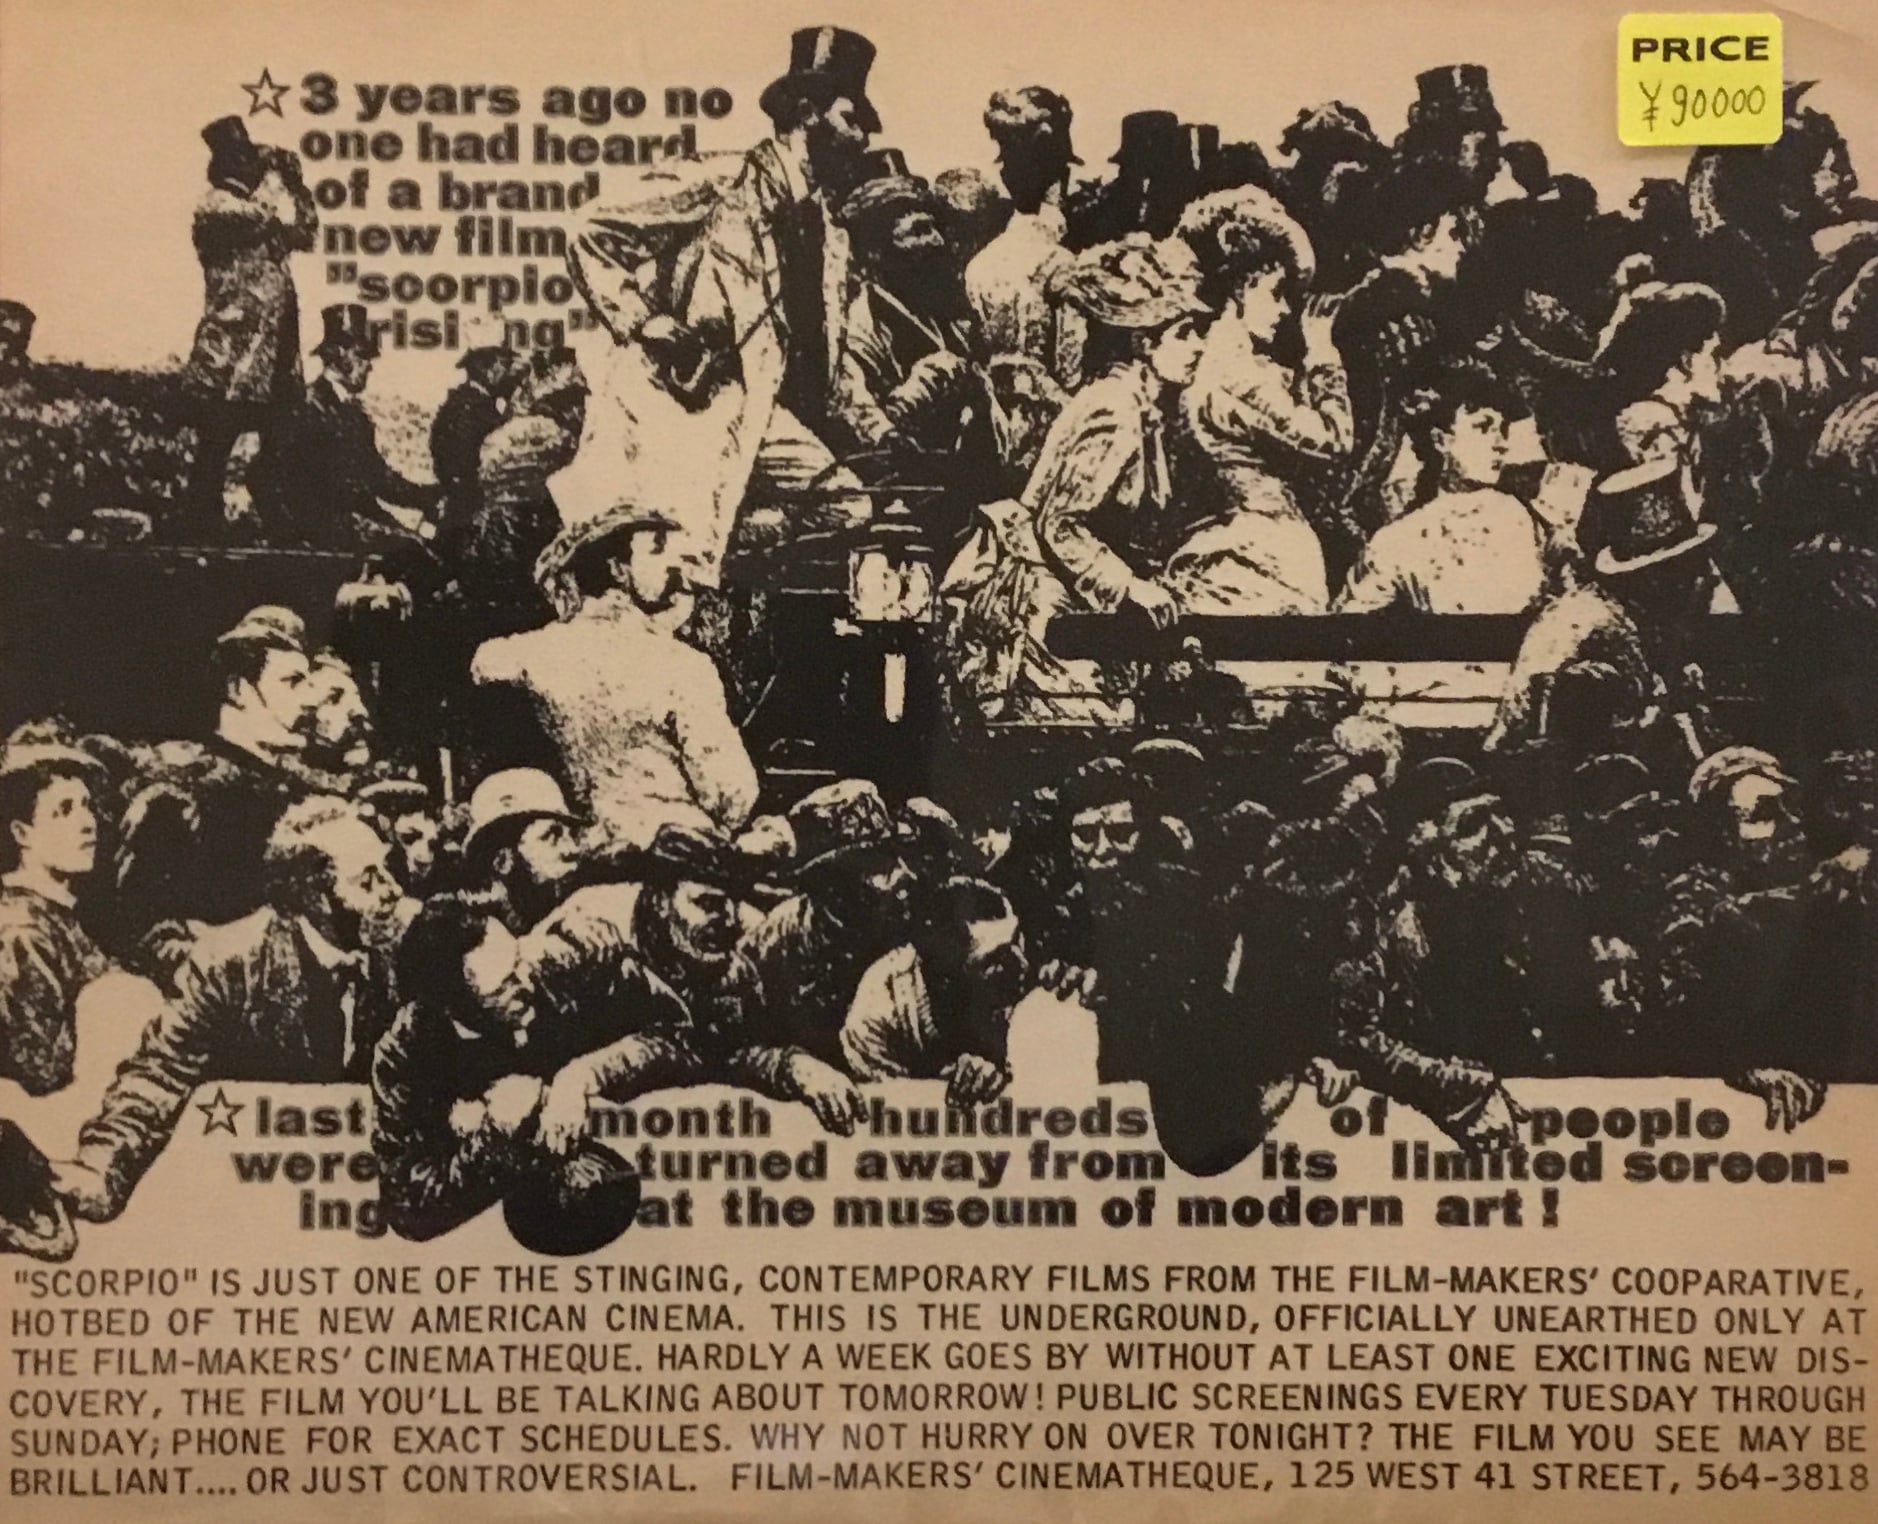 PRICE
¥90000
☆ 3 years ago no
one had heard
of a brand
new film
"scorpio
risi ng"
☆ last month hundreds of people
were turned away from its limited screen-
ing at the museum of modern art !
"SCORPIO" IS JUST ONE OF THE STINGING, CONTEMPORARY FILMS FROM THE FILM-MAKERS' COOPARATIVE,
HOTBED OF THE NEW AMERICAN CINEMA. THIS IS THE UNDERGROUND, OFFICIALLY UNEARTHED ONLY AT
THE FILM-MAKERS' CINEMATHEQUE. HARDLY A WEEK GOES BY WITHOUT AT LEAST ONE EXCITING NEW DIS-
COVERY, THE FILM YOU'LL BE TALKING ABOUT TOMORROW! PUBLIC SCREENINGS EVERY TUESDAY THROUGH
SUNDAY; PHONE FOR EXACT SCHEDULES. WHY NOT HURRY ON OVER TONIGHT? THE FILM YOU SEE MAY BE
BRILLIANT.... OR JUST CONTROVERSIAL. FILM-MAKERS' CINEMATHEQUE, 125 WEST 41 STREET, 564-3818